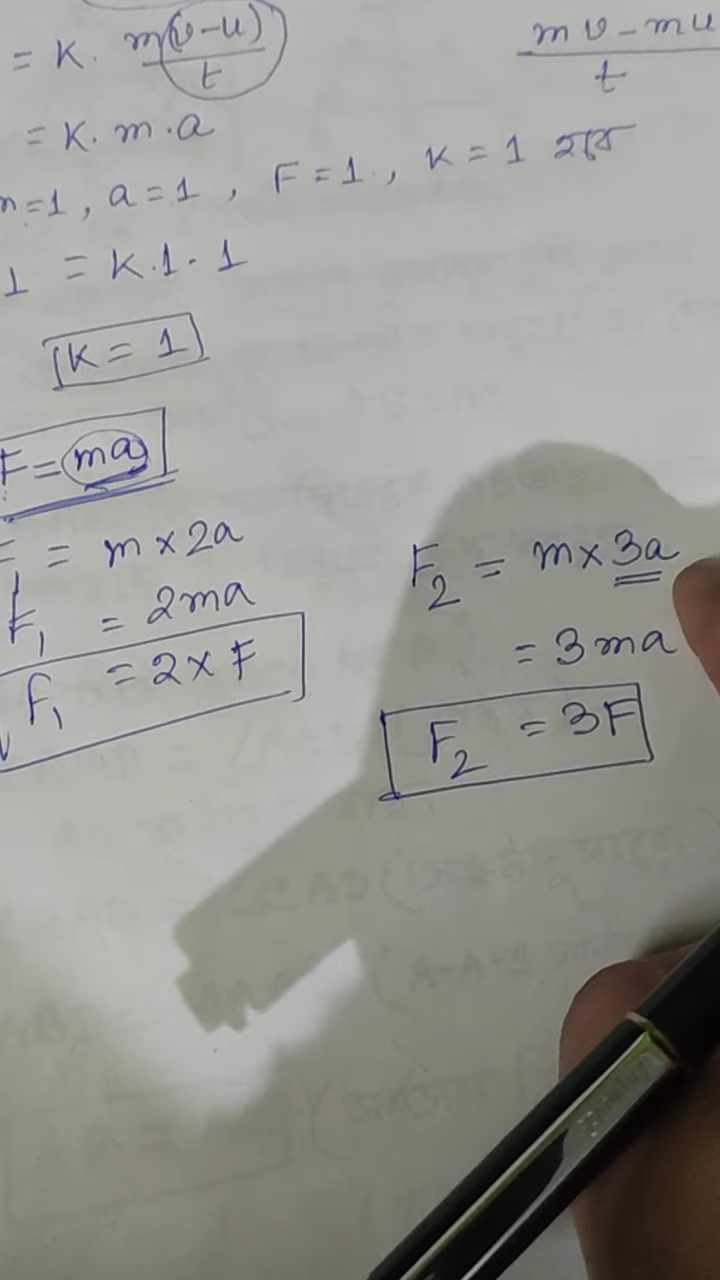 = K. m(v-u)/t
mv-mu/t
= K. m.a
m=1, a=1, F=1, K=1 হবে
1 = K.1.1
K = 1
F = ma
= m×2a
F₁ = 2ma
F₁ = 2×F
F₂ = m×3a
= 3ma
F₂ = 3F